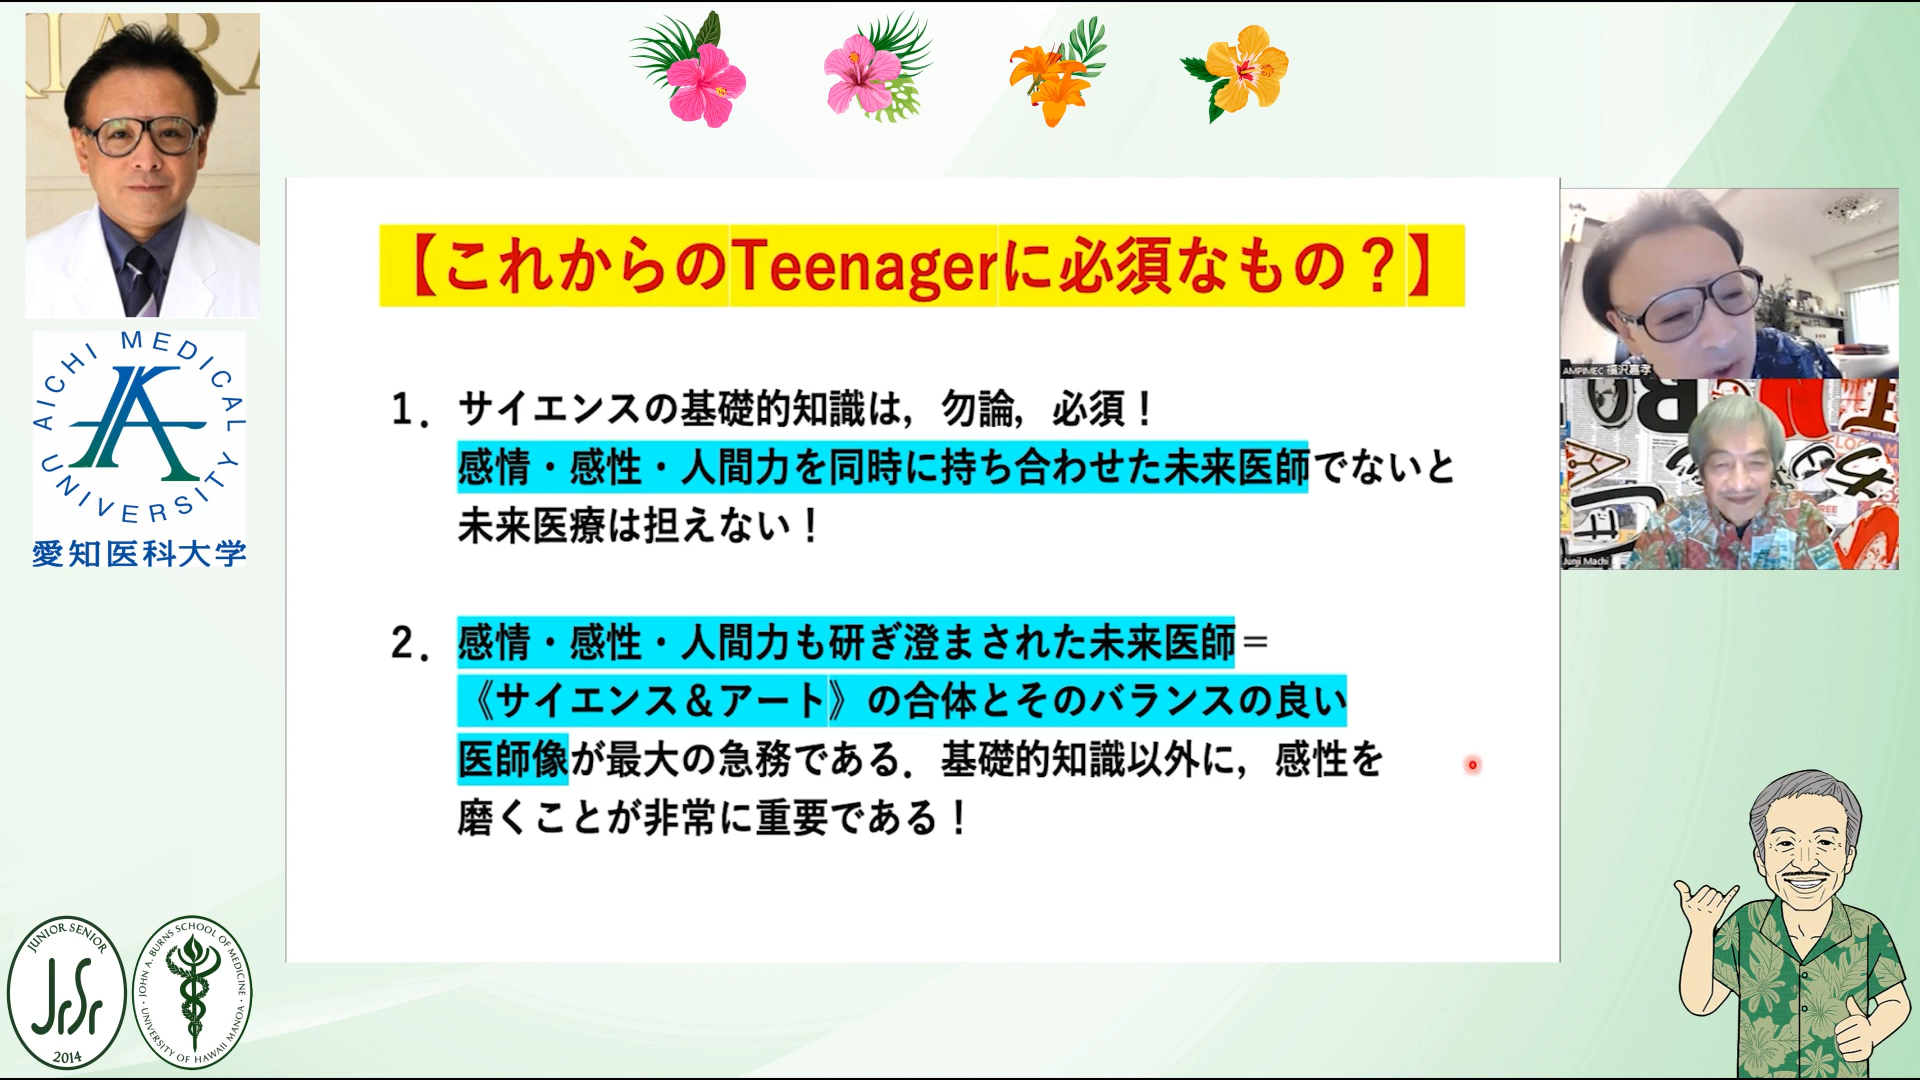 【これからのTeenagerに必須なもの？】
1．サイエンスの基礎的知識は，勿論，必須！
感情・感性・人間力を同時に持ち合わせた未来医師でないと
未来医療は担えない！
2．感情・感性・人間力も研ぎ澄まされた未来医師＝
《サイエンス＆アート》の合体とそのバランスの良い
医師像が最大の急務である．基礎的知識以外に，感性を
磨くことが非常に重要である！
AICHI MEDICAL UNIVERSITY
愛知医科大学
AMPIMEC 福沢嘉孝
Junji Machi
JUNIOR SENIOR
JrSr
2014
JOHN A. BURNS SCHOOL OF MEDICINE
UNIVERSITY OF HAWAII MANOA